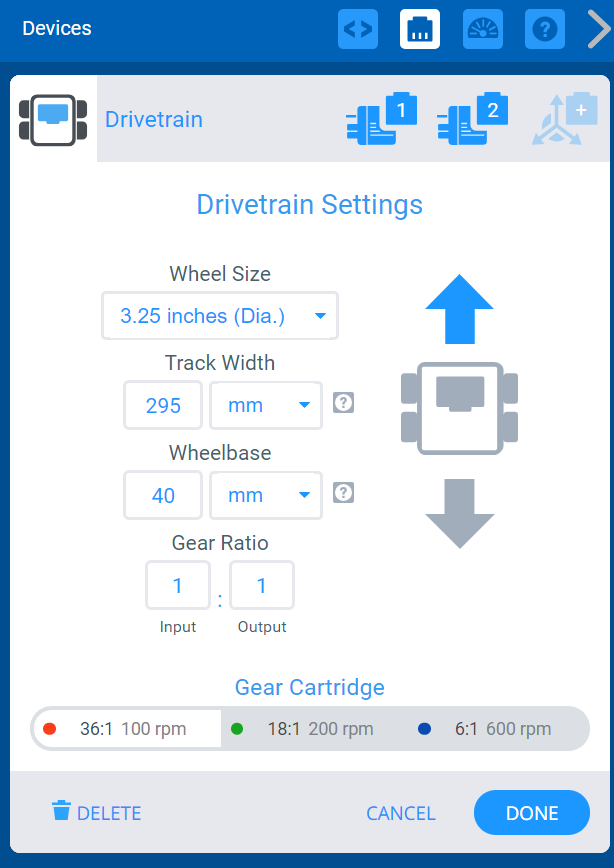 Devices
Drivetrain
1
2
+
Drivetrain Settings
Wheel Size
3.25 inches (Dia.)
Track Width
295 mm ?
Wheelbase
40 mm ?
Gear Ratio
1 : 1
Input Output
Gear Cartridge
36:1 100 rpm 18:1 200 rpm 6:1 600 rpm
DELETE CANCEL DONE